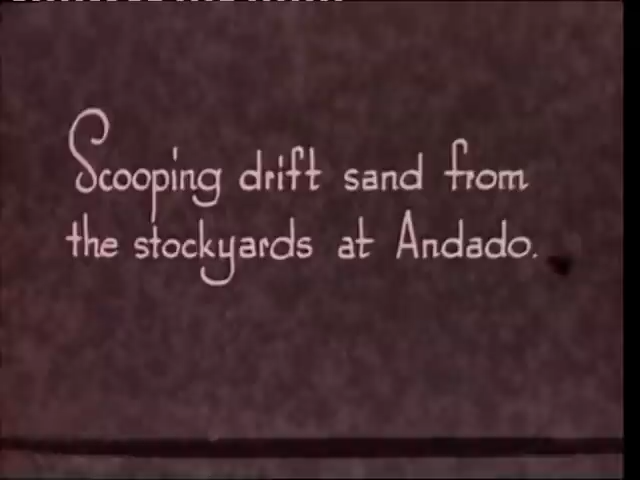 Scooping drift sand from
the stockyards at Andado.